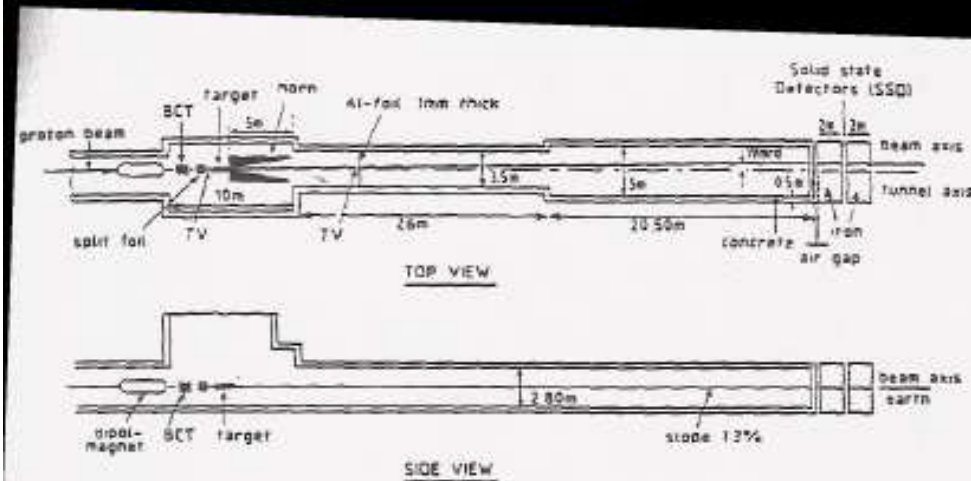 Solid state
Detectors (SSD)
horn
target
BCT
Al-foil 1mm thick
5m
2m 2m
proton beam
beam axis
3.5m
5m
0.5m
tunnel axis
10m
split foil
TV
TV
26m
20.50m
concrete
iron
air gap
TOP VIEW
beam axis
earth
2.80m
dipol-
magnet
BCT
target
slope 1.3%
SIDE VIEW